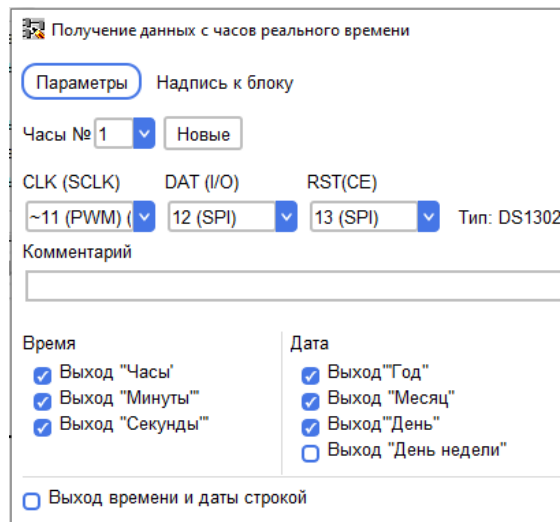 Получение данных с часов реального времени
Параметры Надпись к блоку
Часы № 1 Новые
CLK (SCLK) DAT (I/O) RST(CE)
~11 (PWM) ( 12 (SPI) 13 (SPI) Тип: DS1302
Комментарий
Время Дата
Выход "Часы' Выход'"Год"
Выход "Минуты'" Выход "Месяц"
Выход "Секунды'" Выход'"День"
Выход "День недели"
Выход времени и даты строкой